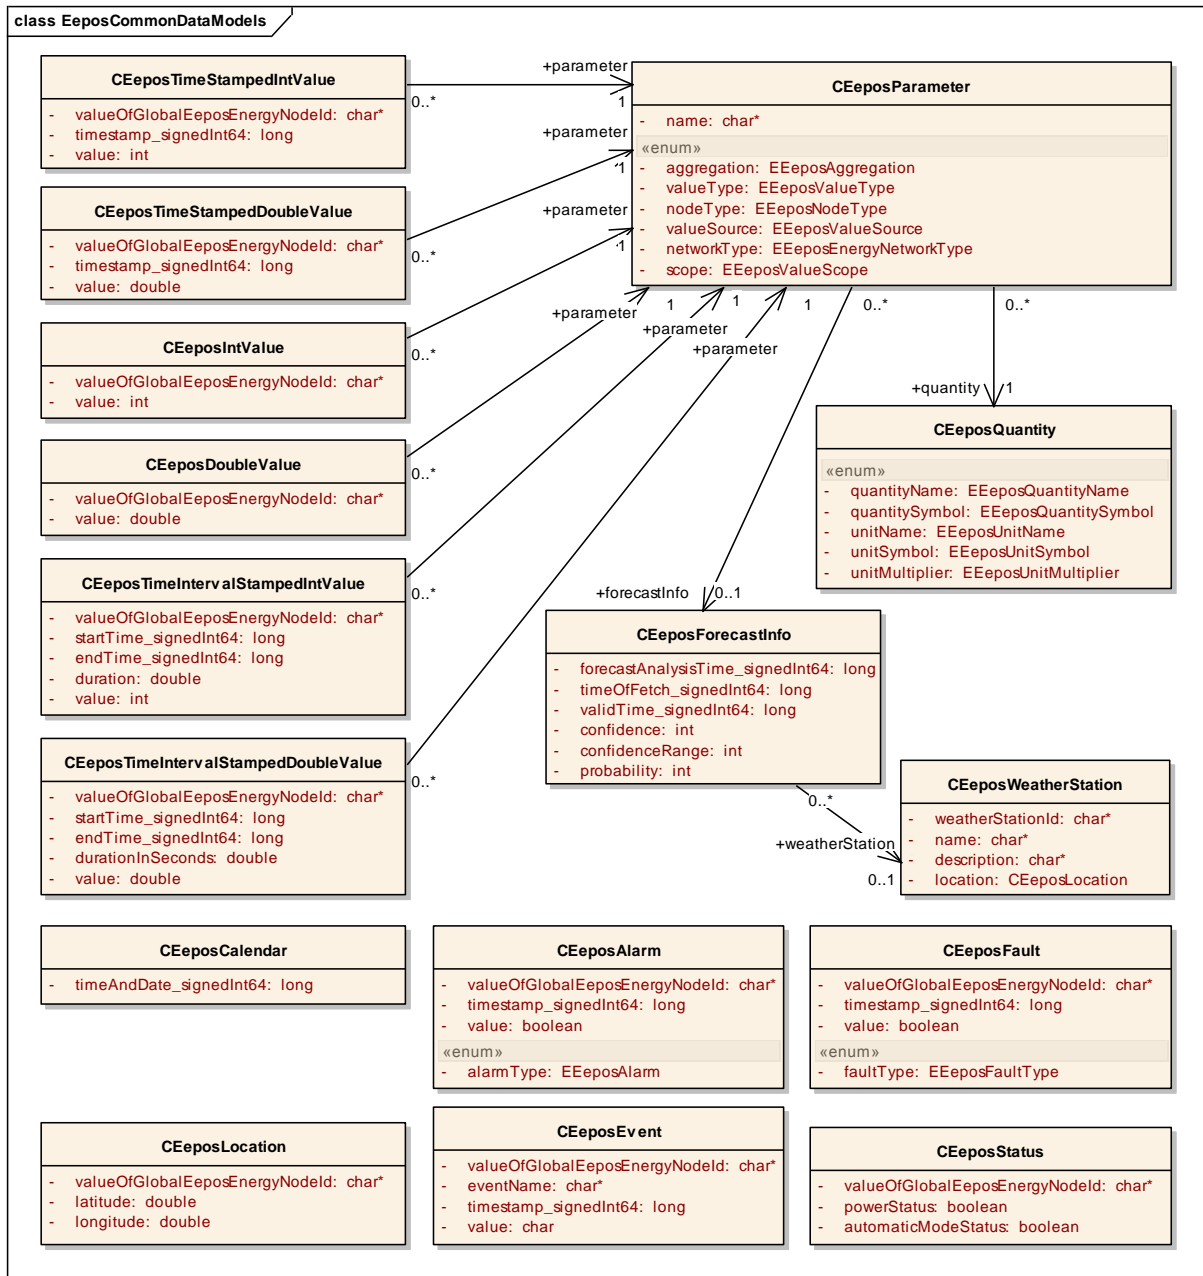 class EeposCommonDataModels
CEeposTimeStampedIntValue
- valueOfGlobalEeposEnergyNodeId: char*
- timestamp_signedInt64: long
- value: int
+parameter
0..*
1
CEeposParameter
- name: char*
«enum»
- aggregation: EEeposAggregation
- valueType: EEeposValueType
- nodeType: EEeposNodeType
- valueSource: EEeposValueSource
- networkType: EEeposEnergyNetworkType
- scope: EEeposValueScope
CEeposTimeStampedDoubleValue
- valueOfGlobalEeposEnergyNodeId: char*
- timestamp_signedInt64: long
- value: double
+parameter
1
0..*
CEeposIntValue
- valueOfGlobalEeposEnergyNodeId: char*
- value: int
+parameter
1
0..*
CEeposDoubleValue
- valueOfGlobalEeposEnergyNodeId: char*
- value: double
+parameter
1
0..*
CEeposTimeIntervalStampedIntValue
- valueOfGlobalEeposEnergyNodeId: char*
- startTime_signedInt64: long
- endTime_signedInt64: long
- duration: double
- value: int
+parameter
1
0..*
CEeposTimeIntervalStampedDoubleValue
- valueOfGlobalEeposEnergyNodeId: char*
- startTime_signedInt64: long
- endTime_signedInt64: long
- durationInSeconds: double
- value: double
+parameter
1
0..*
0..*
0..*
+quantity
1
CEeposQuantity
«enum»
- quantityName: EEeposQuantityName
- quantitySymbol: EEeposQuantitySymbol
- unitName: EEeposUnitName
- unitSymbol: EEeposUnitSymbol
- unitMultiplier: EEeposUnitMultiplier
+forecastInfo
0..1
CEeposForecastInfo
- forecastAnalysisTime_signedInt64: long
- timeOfFetch_signedInt64: long
- validTime_signedInt64: long
- confidence: int
- confidenceRange: int
- probability: int
0..*
+weatherStation
0..1
CEeposWeatherStation
- weatherStationId: char*
- name: char*
- description: char*
- location: CEeposLocation
CEeposCalendar
- timeAndDate_signedInt64: long
CEeposAlarm
- valueOfGlobalEeposEnergyNodeId: char*
- timestamp_signedInt64: long
- value: boolean
«enum»
- alarmType: EEeposAlarm
CEeposFault
- valueOfGlobalEeposEnergyNodeId: char*
- timestamp_signedInt64: long
- value: boolean
«enum»
- faultType: EEeposFaultType
CEeposLocation
- valueOfGlobalEeposEnergyNodeId: char*
- latitude: double
- longitude: double
CEeposEvent
- valueOfGlobalEeposEnergyNodeId: char*
- eventName: char*
- timestamp_signedInt64: long
- value: char
CEeposStatus
- valueOfGlobalEeposEnergyNodeId: char*
- powerStatus: boolean
- automaticModeStatus: boolean